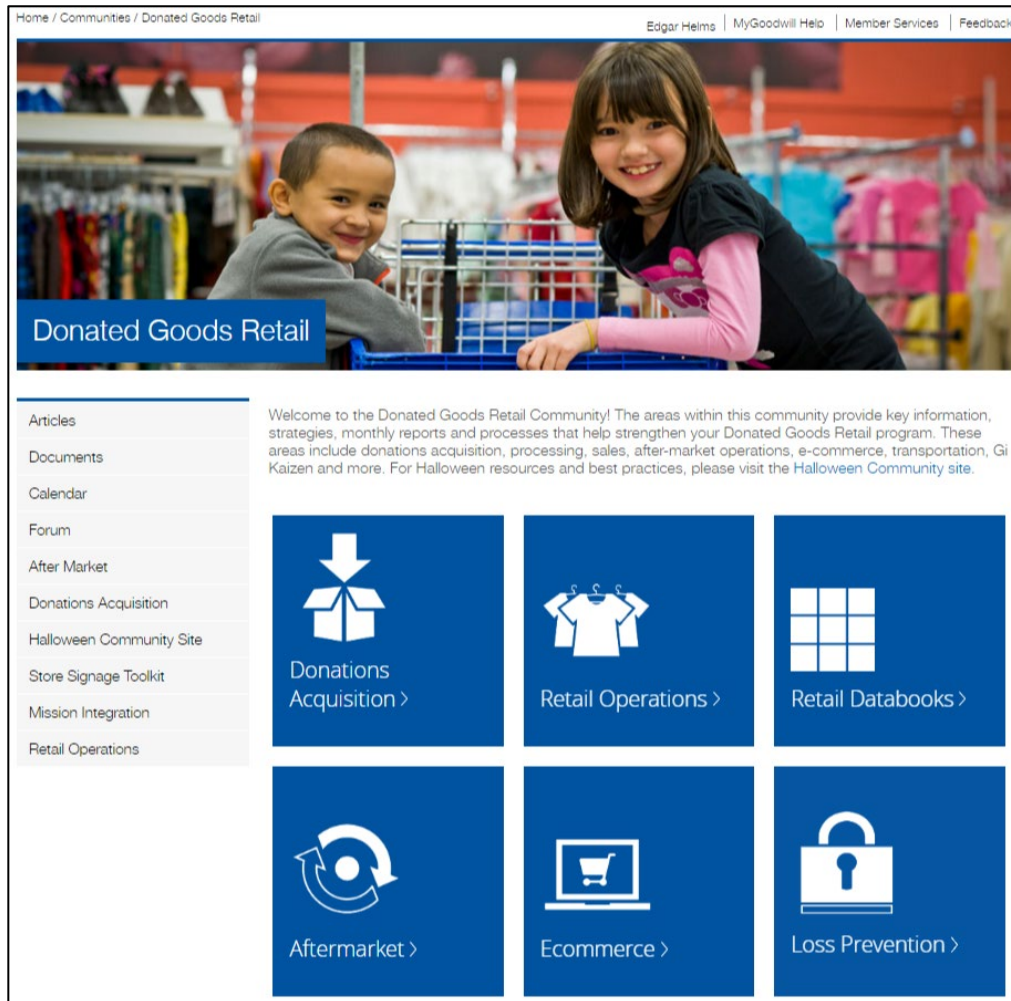 Home / Communities / Donated Goods Retail
Edgar Helms | MyGoodwill Help | Member Services | Feedback
Donated Goods Retail
Articles
Documents
Calendar
Forum
After Market
Donations Acquisition
Halloween Community Site
Store Signage Toolkit
Mission Integration
Retail Operations
Welcome to the Donated Goods Retail Community! The areas within this community provide key information,
strategies, monthly reports and processes that help strengthen your Donated Goods Retail program. These
areas include donations acquisition, processing, sales, after-market operations, e-commerce, transportation, Gi
Kaizen and more. For Halloween resources and best practices, please visit the Halloween Community site.
Donations
Acquisition >
Retail Operations >
Retail Databooks >
Aftermarket >
Ecommerce >
Loss Prevention >